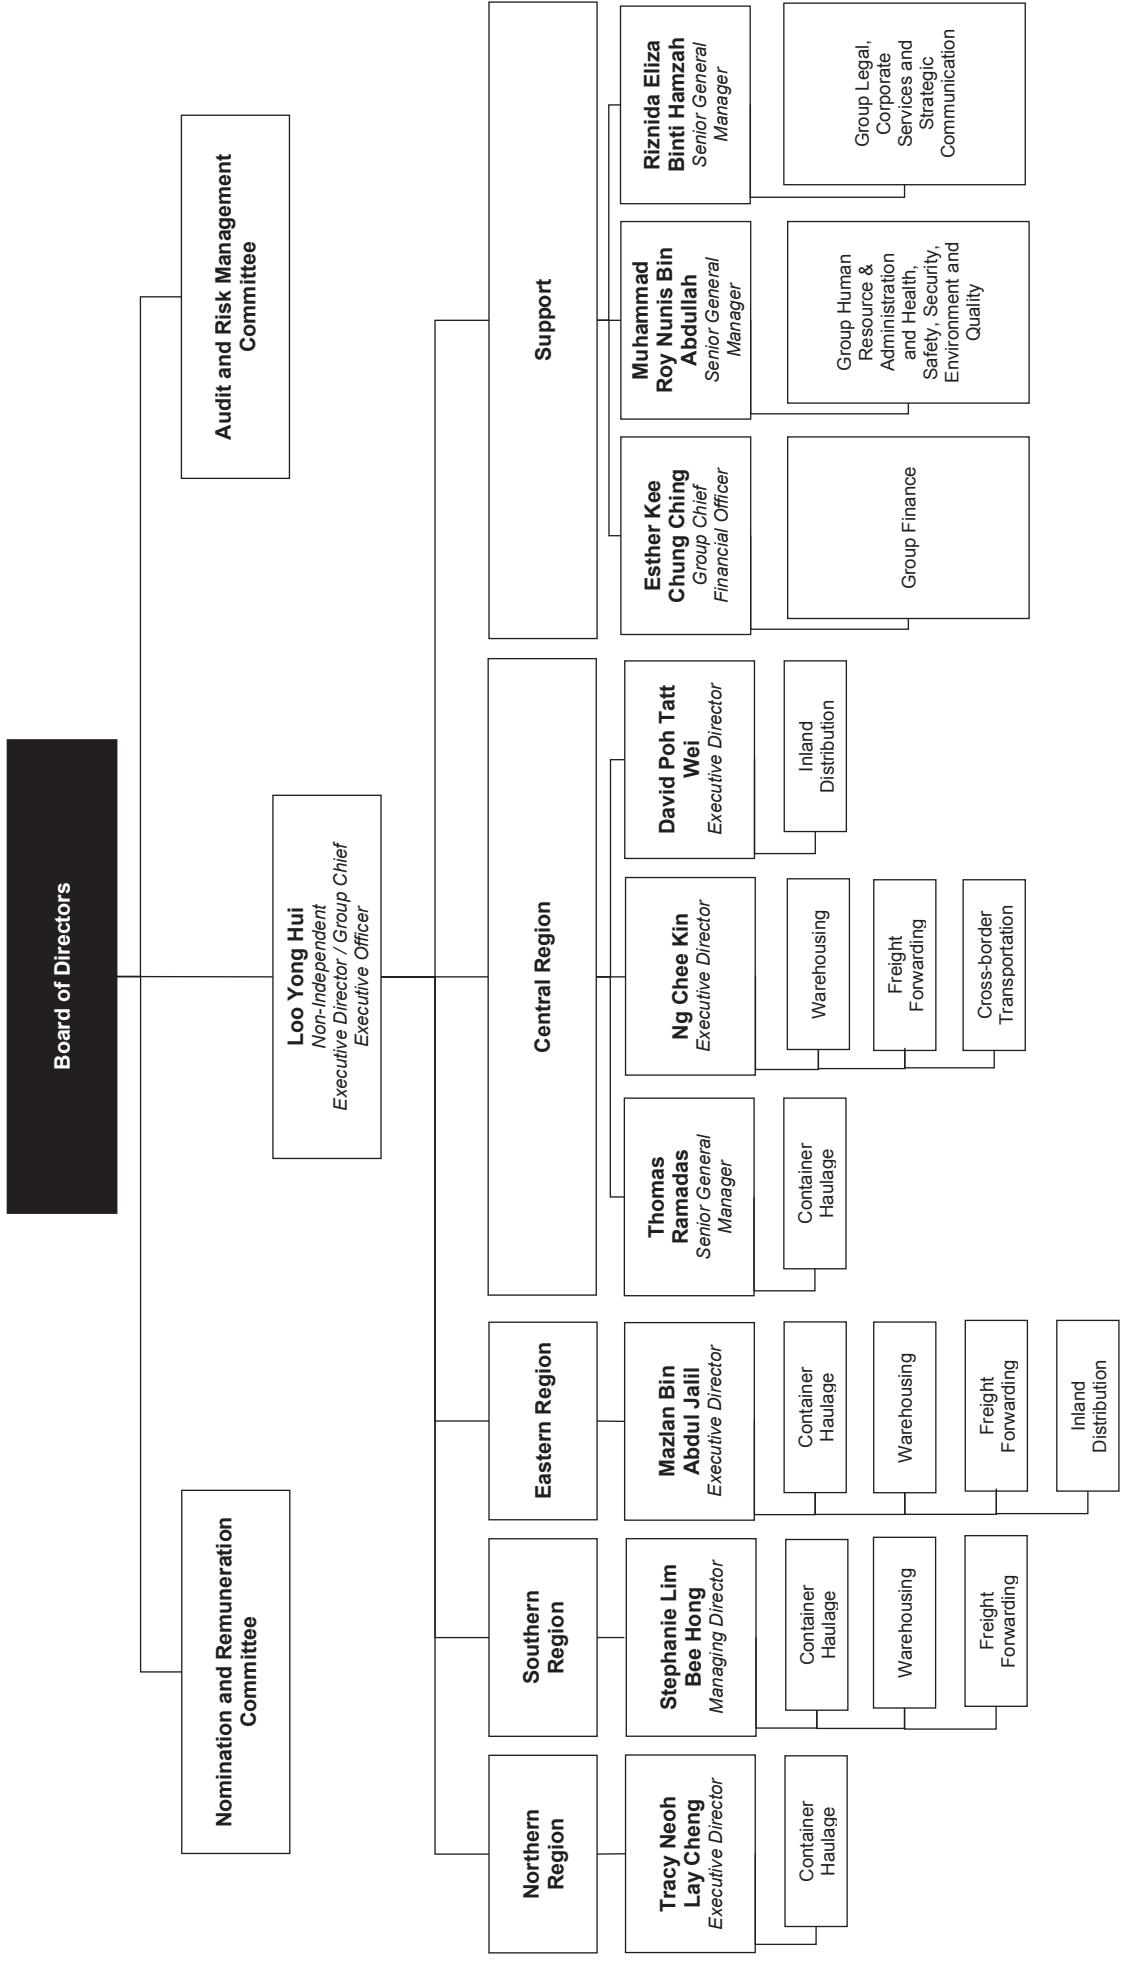 Board of Directors
Nomination and Remuneration
Committee
Audit and Risk Management
Committee
Loo Yong Hui
Non-Independent
Executive Director / Group Chief
Executive Officer
Northern
Region
Southern
Region
Eastern Region
Central Region
Support
Tracy Neoh
Lay Cheng
Executive Director
Stephanie Lim
Bee Hong
Managing Director
Mazlan Bin
Abdul Jalil
Executive Director
Thomas
Ramadas
Senior General
Manager
Ng Chee Kin
Executive Director
David Poh Tatt
Wei
Executive Director
Esther Kee
Chung Ching
Group Chief
Financial Officer
Muhammad
Roy Nunis Bin
Abdullah
Senior General
Manager
Riznida Eliza
Binti Hamzah
Senior General
Manager
Container
Haulage
Container
Haulage
Warehousing
Freight
Forwarding
Container
Haulage
Warehousing
Freight
Forwarding
Inland
Distribution
Container
Haulage
Warehousing
Freight
Forwarding
Cross-border
Transportation
Inland
Distribution
Group Finance
Group Human
Resource &
Administration
and Health,
Safety, Security,
Environment and
Quality
Group Legal,
Corporate
Services and
Strategic
Communication